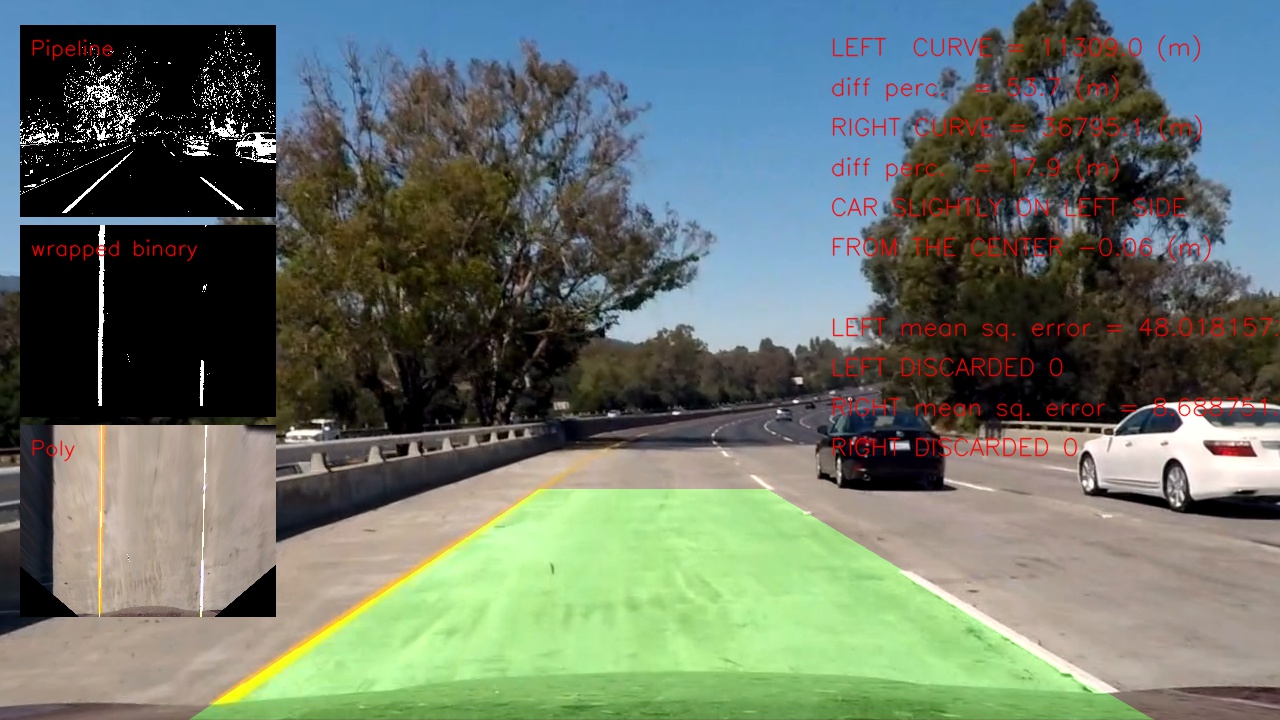 Pipeline
wrapped binary
Poly
LEFT CURVE = 11309.0 (m)
diff perc. = 53.7 (m)
RIGHT CURVE = 36795.1 (m)
diff perc. = 17.9 (m)
CAR SLIGHTLY ON LEFT SIDE
FROM THE CENTER -0.06 (m)
LEFT mean sq. error = 48.018157
LEFT DISCARDED 0
RIGHT mean sq. error = 8.688751
RIGHT DISCARDED 0